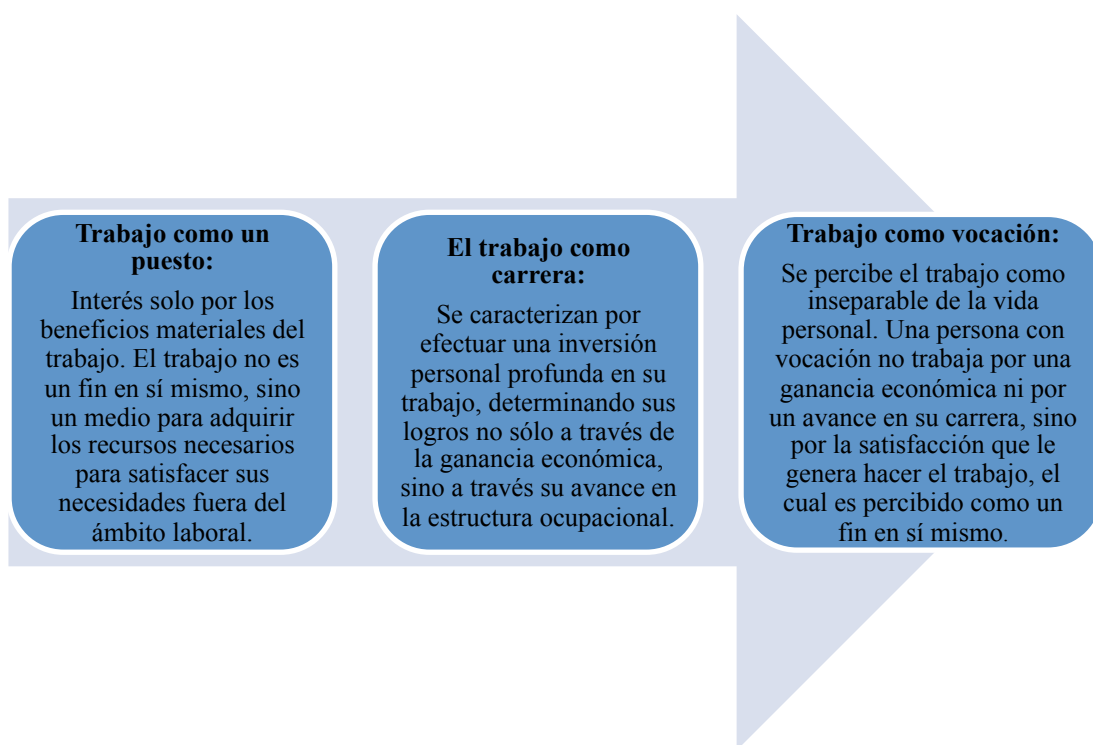 Trabajo como un
puesto:
Interés solo por los
beneficios materiales del
trabajo. El trabajo no es
un fin en sí mismo, sino
un medio para adquirir
los recursos necesarios
para satisfacer sus
necesidades fuera del
ámbito laboral.
El trabajo como
carrera:
Se caracterizan por
efectuar una inversión
personal profunda en su
trabajo, determinando sus
logros no sólo a través de
la ganancia económica,
sino a través su avance en
la estructura ocupacional.
Trabajo como vocación:
Se percibe el trabajo como
inseparable de la vida
personal. Una persona con
vocación no trabaja por una
ganancia económica ni por
un avance en su carrera, sino
por la satisfacción que le
genera hacer el trabajo, el
cual es percibido como un
fin en sí mismo.